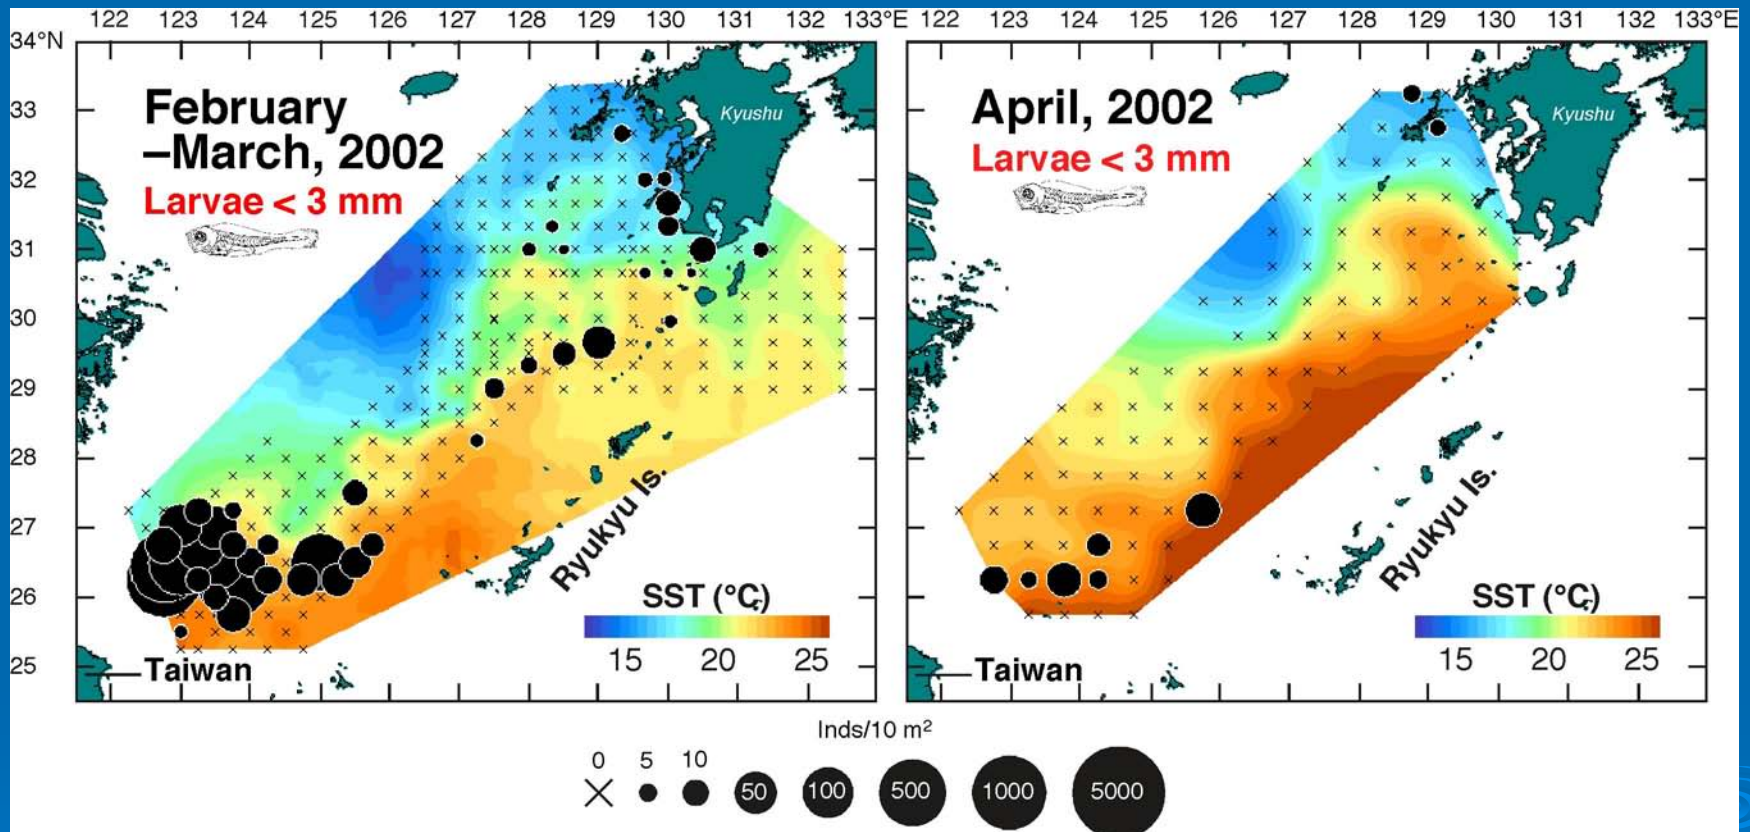 122 123 124 125 126 127 128 129 130 131 132 133°E
34°N
33
32
31
30
29
28
27
26
25
February
–March, 2002
Larvae < 3 mm
Kyushu
Ryukyu Is.
SST (°C)
15 20 25
Taiwan
122 123 124 125 126 127 128 129 130 131 132 133°E
April, 2002
Larvae < 3 mm
Kyushu
Ryukyu Is.
SST (°C)
15 20 25
Taiwan
Inds/10 m²
0 5 10
50 100 500 1000 5000